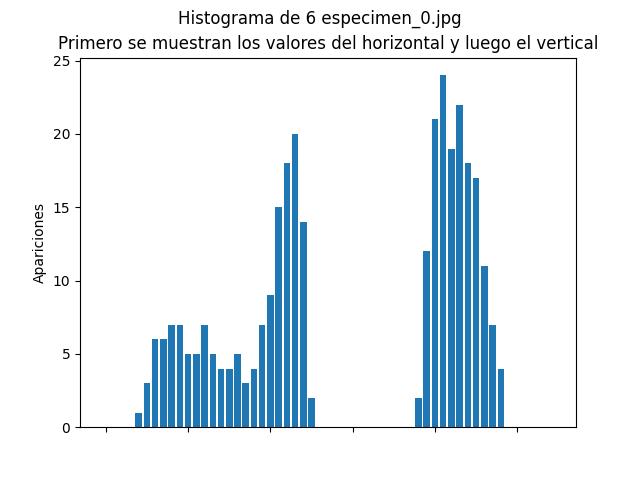 Histograma de 6 especimen_0.jpg
Primero se muestran los valores del horizontal y luego el vertical
25
20
15
10
5
0
Apariciones